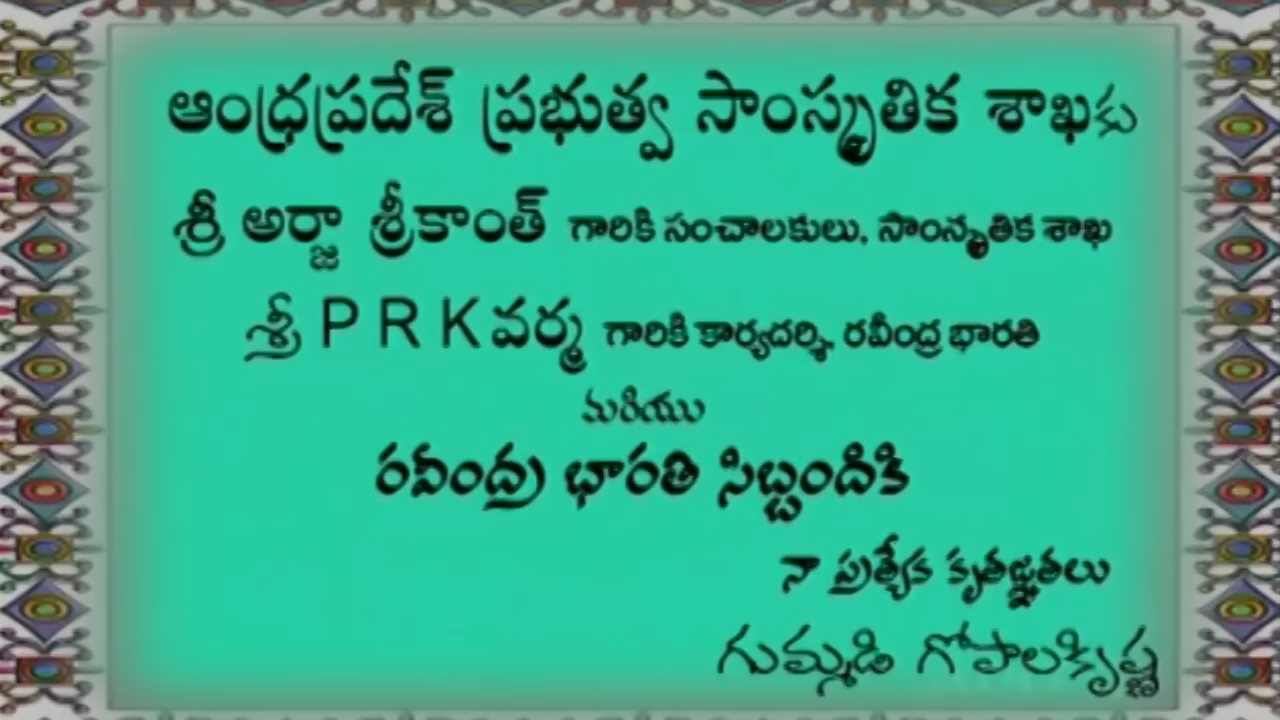 ఆంధ్రప్రదేశ్ ప్రభుత్వ సాంస్కృతిక శాఖకు
శ్రీ అర్జా శ్రీకాంత్ గారికి సంచాలకులు, సాంస్కృతిక శాఖ
శ్రీ P R K వర్మ గారికి కార్యదర్శి, రవీంద్ర భారతి
మరియు
రవీంద్ర భారతి సిబ్బందికి
నా ప్రత్యేక కృతజ్ఞతలు
గుమ్మడి గోపాలకృష్ణ